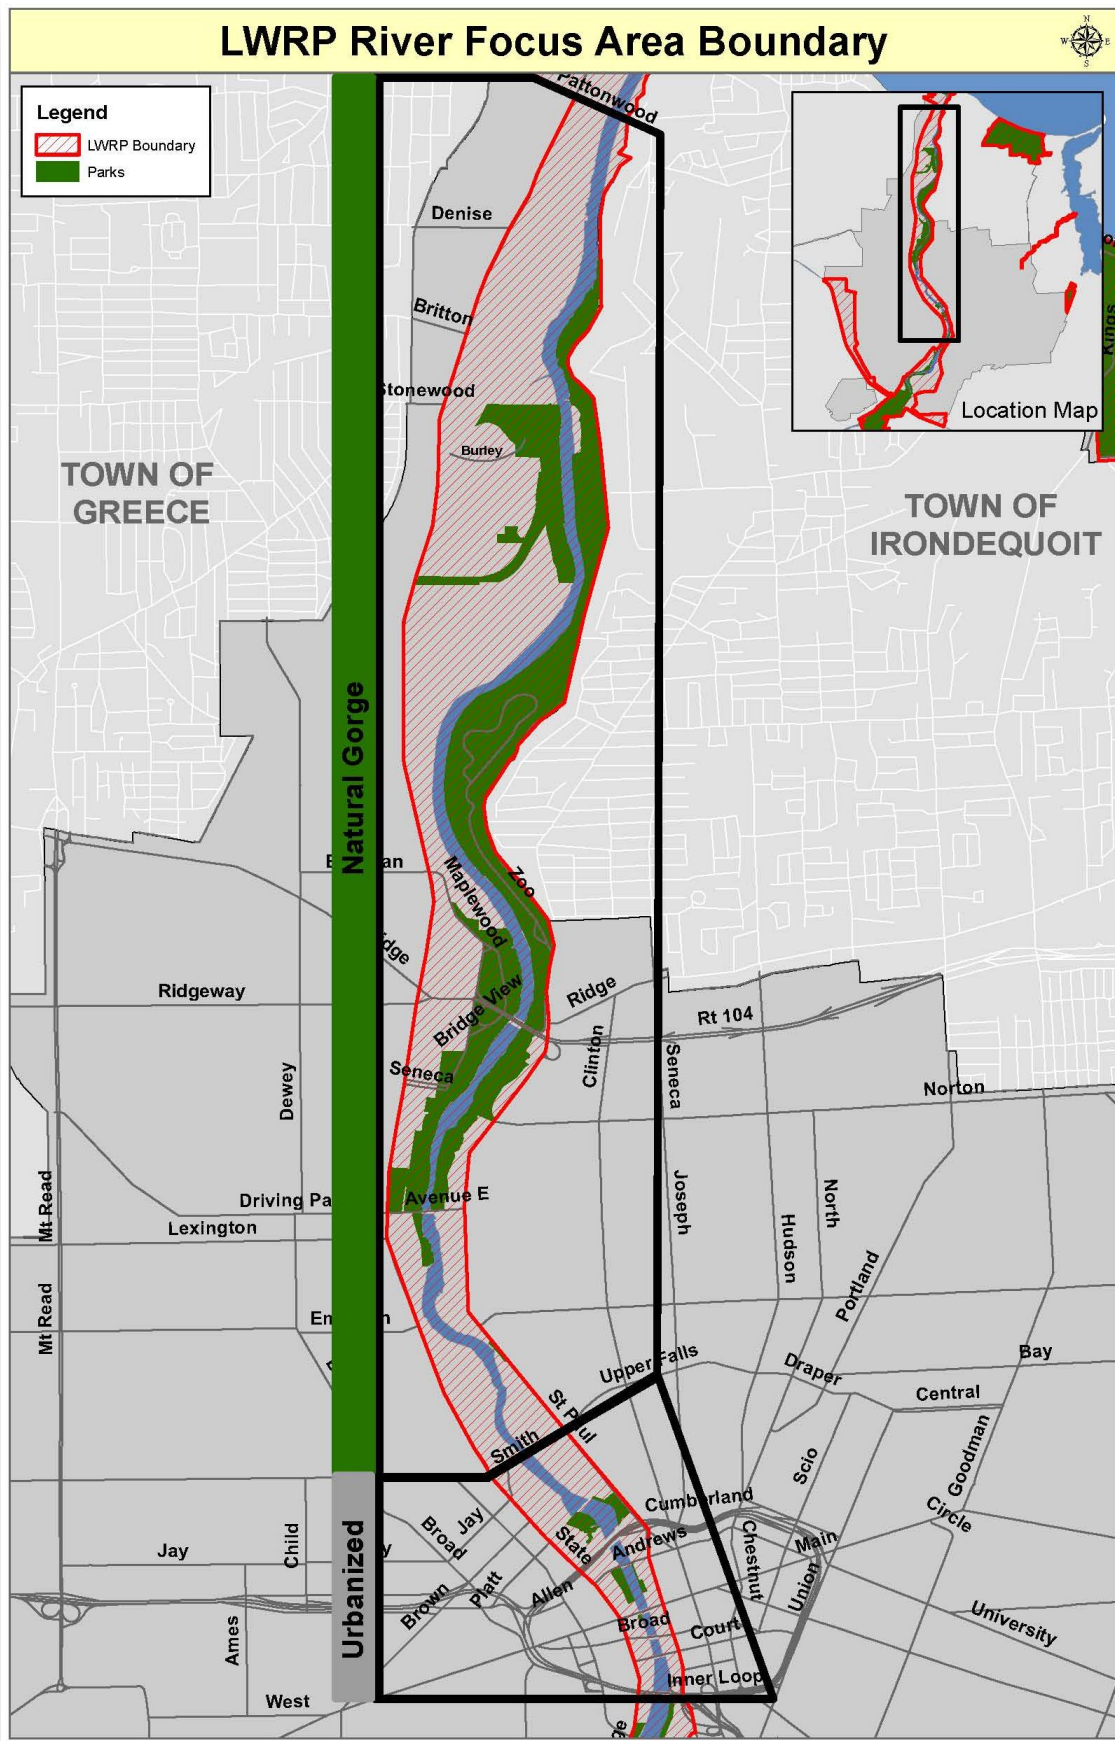 LWRP River Focus Area Boundary
N
W
E
S
Legend
LWRP Boundary
Parks
Pattonwood
Denise
Britton
Stonewood
Burley
Location Map
Kings
TOWN OF
GREECE
TOWN OF
IRONDEQUOIT
Natural Gorge
Maplewood
Zoo
Ridgeway
Bridge View
Ridge
Rt 104
Seneca
Clinton
Seneca
Norton
Dewey
Mt Read
Driving Pa
Avenue E
Lexington
Joseph
North
Hudson
Portland
Mt Read
Upper Falls
Draper
Bay
Central
St Paul
Smith
Goodman
Scio
Urbanized
Cumberland
Circle
Jay
Broad
State
Andrews
Chestnut
Main
Jay
Child
Platt
Allen
Brown
Union
Broad
Court
University
Ames
Inner Loop
West